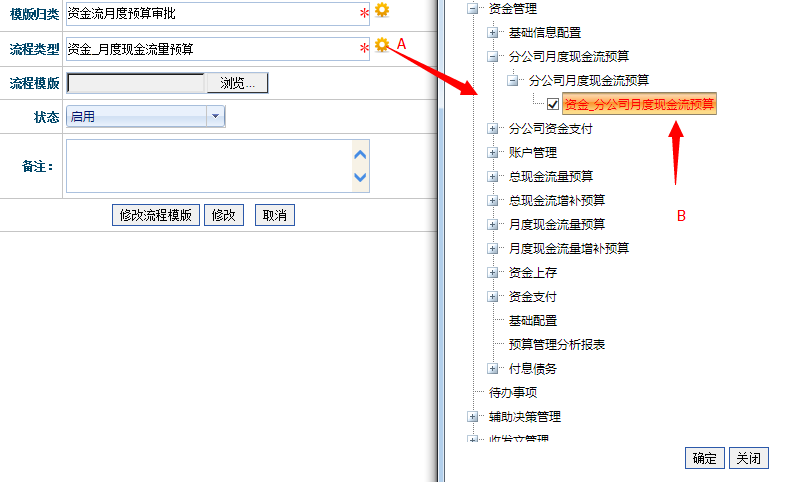 模版归类 资金流月度预算审批 *
流程类型 资金_月度现金流量预算 *
A
流程模版 浏览...
状态 启用
备注：
修改流程模版 修改 取消
资金管理
基础信息配置
分公司月度现金流预算
分公司月度现金流预算
资金_分公司月度现金流预算
分公司资金支付
账户管理
总现金流量预算
总现金流增补预算
B
月度现金流量预算
月度现金流量增补预算
资金上存
资金支付
基础配置
预算管理分析报表
付息债务
待办事项
辅助决策管理
收发文管理
确定 关闭